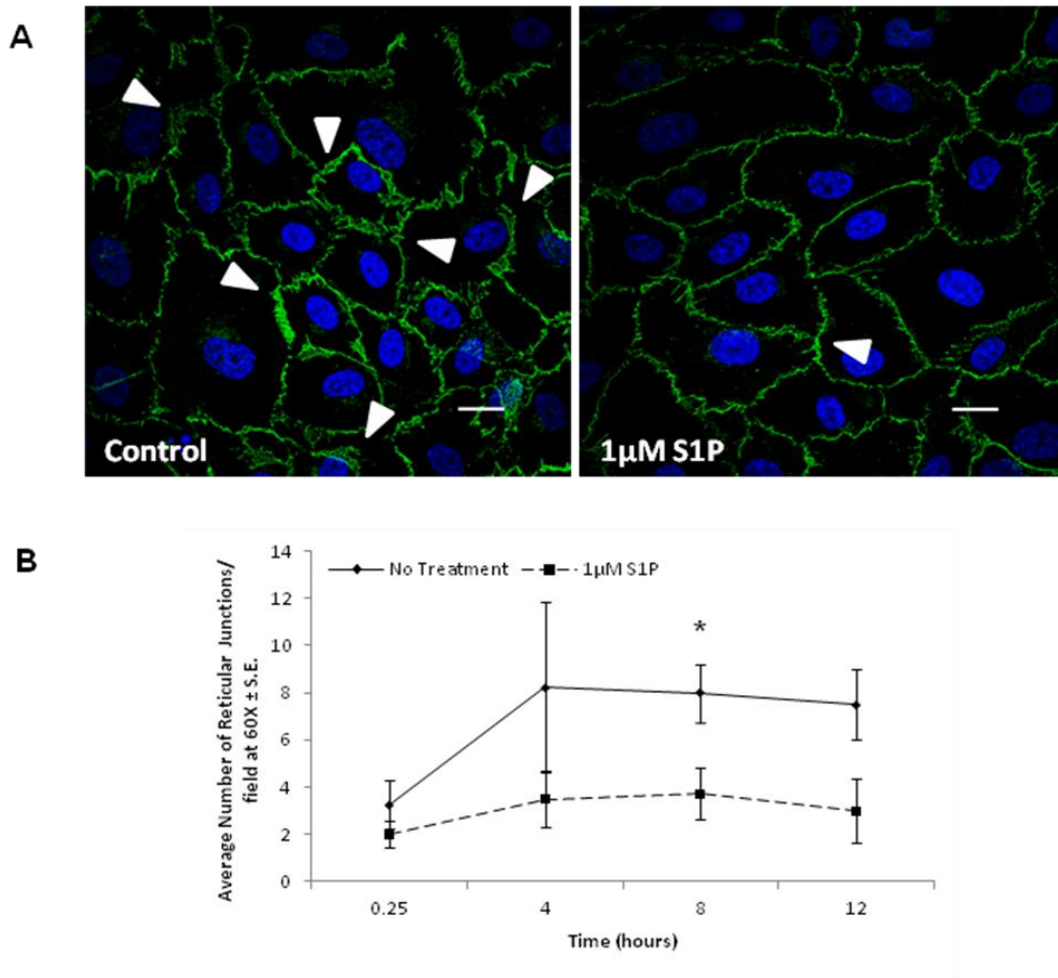 A
Control
1µM S1P
B
Average Number of Reticular Junctions/
field at 60X ± S.E.
14
12
10
8
6
4
2
0
No Treatment
1µM S1P
*
0.25 4 8 12
Time (hours)